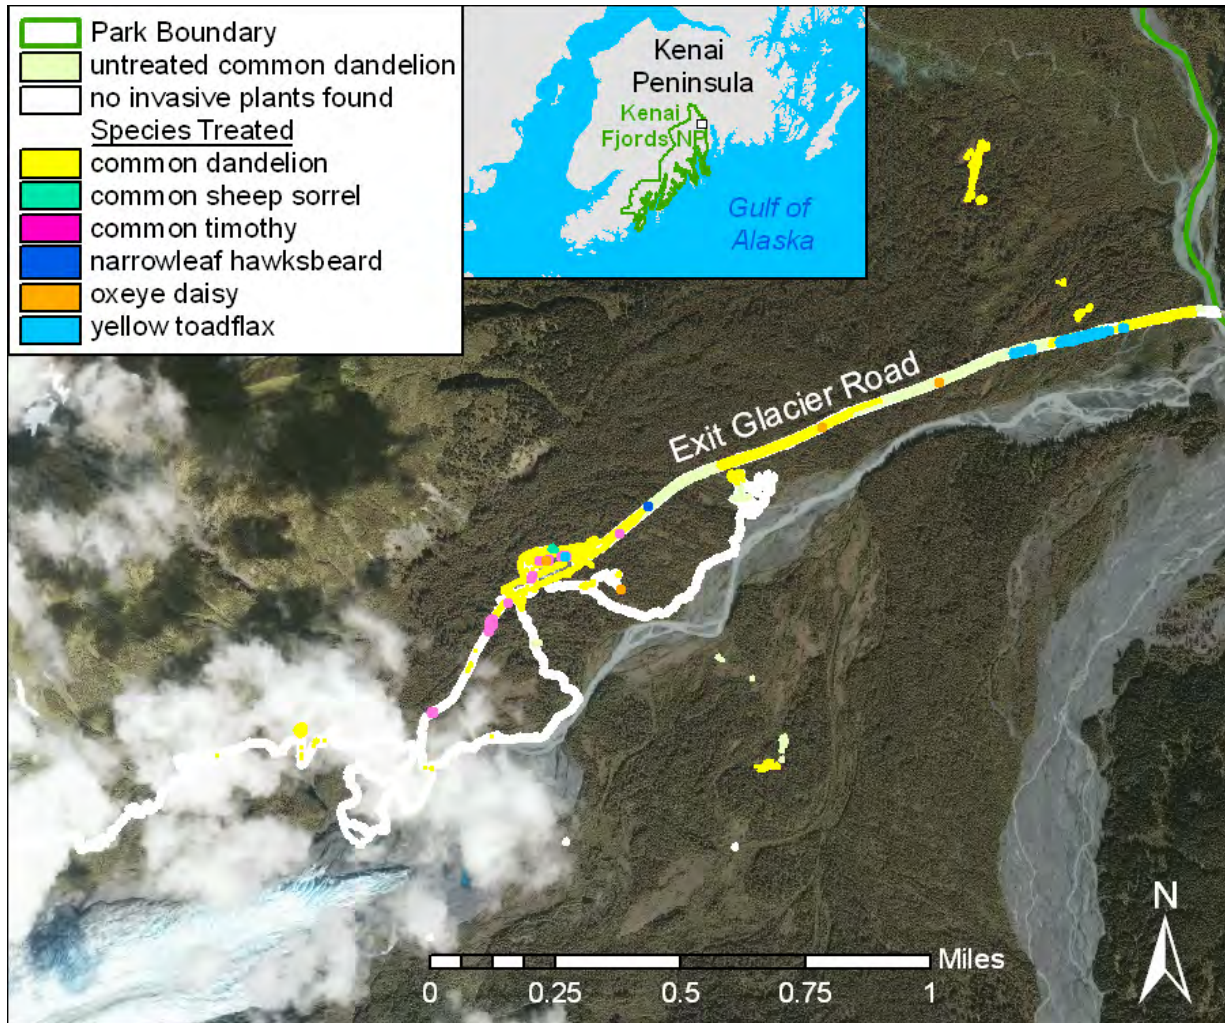 Park Boundary
untreated common dandelion
no invasive plants found
Species Treated
common dandelion
common sheep sorrel
common timothy
narrowleaf hawksbeard
oxeye daisy
yellow toadflax
Kenai
Peninsula
Kenai
Fjords NP
Gulf of
Alaska
Exit Glacier Road
N
Miles
0 0.25 0.5 0.75 1